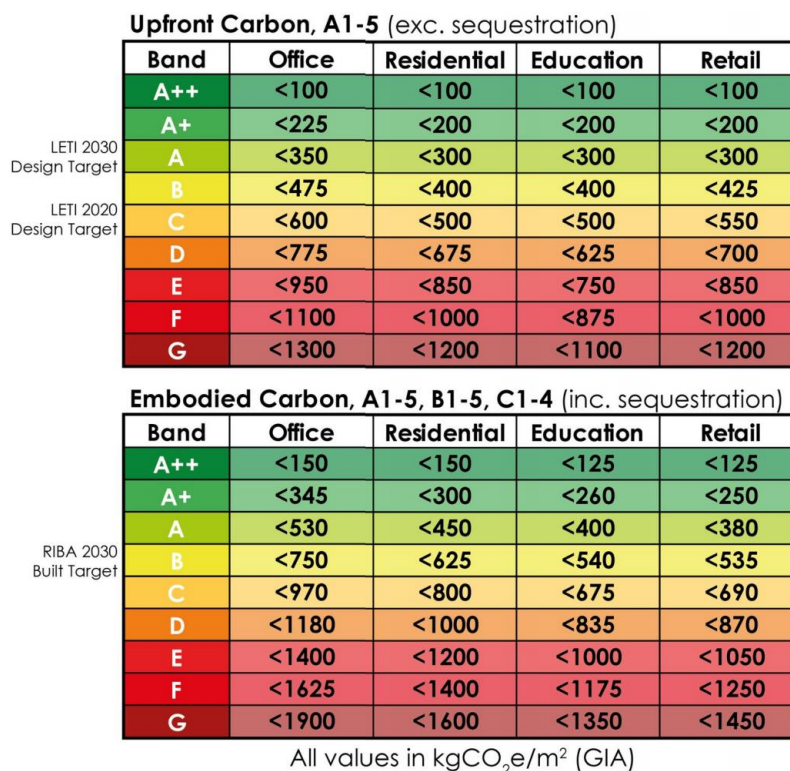 Upfront Carbon, A1-5 (exc. sequestration)
Band Office Residential Education Retail
A++ <100 <100 <100 <100
A+ <225 <200 <200 <200
LETI 2030
Design Target
A <350 <300 <300 <300
B <475 <400 <400 <425
LETI 2020
Design Target
C <600 <500 <500 <550
D <775 <675 <625 <700
E <950 <850 <750 <850
F <1100 <1000 <875 <1000
G <1300 <1200 <1100 <1200
Embodied Carbon, A1-5, B1-5, C1-4 (inc. sequestration)
Band Office Residential Education Retail
A++ <150 <150 <125 <125
A+ <345 <300 <260 <250
A <530 <450 <400 <380
RIBA 2030
Built Target
B <750 <625 <540 <535
C <970 <800 <675 <690
D <1180 <1000 <835 <870
E <1400 <1200 <1000 <1050
F <1625 <1400 <1175 <1250
G <1900 <1600 <1350 <1450
All values in kgCO₂e/m² (GIA)